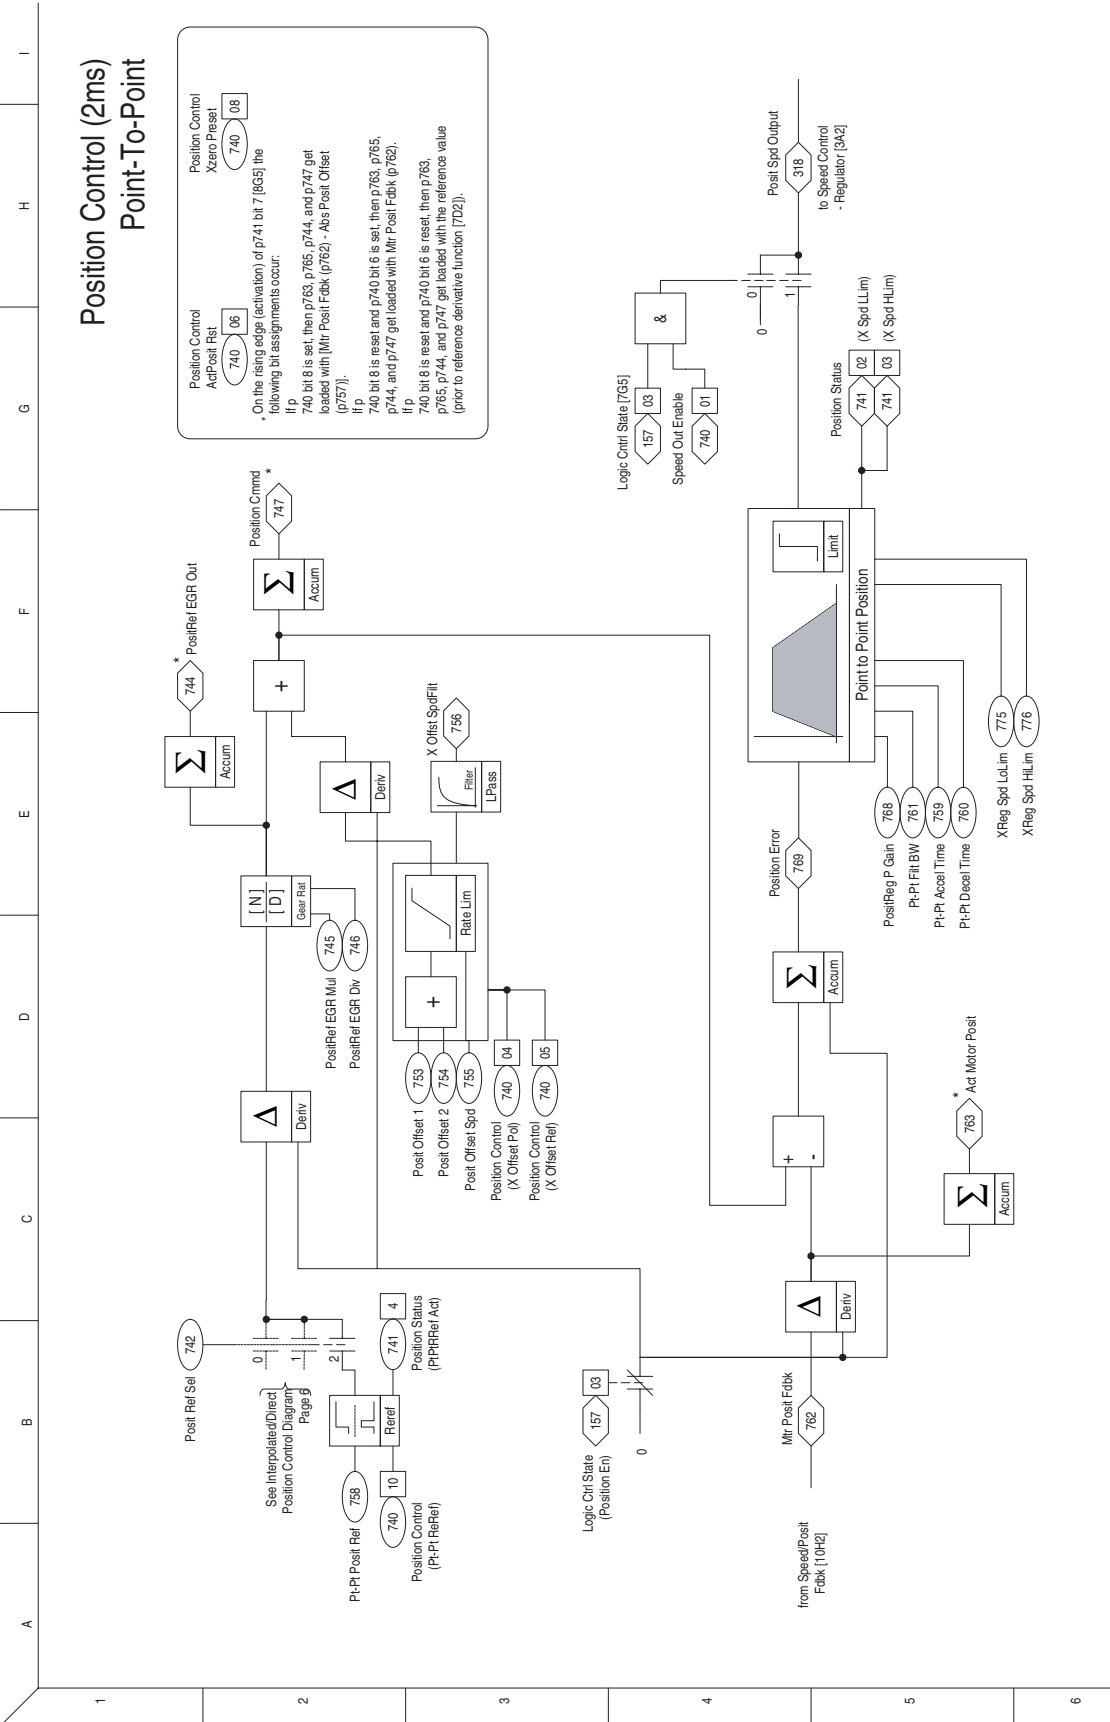 A
B
C
D
E
F
G
H
I
1
2
3
4
5
6
Position Control (2ms)
Point-To-Point
Position Control
ActPosit Rst
740
06
Position Control
Xzero Preset
740
08
* On the rising edge (activation) of p741 bit 7 [8G5] the
following bit assignments occur:
If p
740 bit 8 is set, then p763, p765, p744, and p747 get
loaded with [Mtr Posit Fdbk (p762) - Abs Posit Offset
(p757)].
If p
740 bit 8 is reset and p740 bit 6 is set, then p763, p765,
p744, and p747 get loaded with Mtr Posit Fdbk (p762).
If p
740 bit 8 is reset and p740 bit 6 is reset, then p763,
p765, p744, and p747 get loaded with the reference value
(prior to reference derivative function [7D2]).
Posit Ref Sel
742
0
1
2
See Interpolated/Direct
Position Control Diagram
Page 6
Pt-Pt Posit Ref
758
Reref
740
10
Position Control
(Pt-Pt ReRef)
741
4
Position Status
(PtPtRRef Act)
Δ
Deriv
[ N ]
[ D ]
Gear Rat
745
746
PositRef EGR Mul
PositRef EGR Div
Σ
Accum
744
*
PositRef EGR Out
+
Δ
Deriv
Σ
Accum
Position Cmmd
747
*
Posit Offset 1
753
Posit Offset 2
754
Posit Offset Spd
755
+
Rate Lim
Position Control
(X Offset Pol)
740
04
Position Control
(X Offset Ref)
740
05
Filter
LPass
X Offst SpdFilt
756
Logic Ctrl State
(Position En)
157
03
0
from Speed/Posit
Fdbk [10H2]
Mtr Posit Fdbk
762
Δ
Deriv
+
-
Σ
Accum
763
*
Act Motor Posit
Σ
Accum
Position Error
769
Limit
Point to Point Position
PositReg P Gain
768
Pt-Pt Filt BW
761
Pt-Pt Accel Time
759
Pt-Pt Decel Time
760
XReg Spd LoLim
775
XReg Spd HiLim
776
Logic Cntrl State [7G5]
157
03
Speed Out Enable
740
01
&
0
0
1
Position Status
741
02
(X Spd LLim)
741
03
(X Spd HLim)
Posit Spd Output
318
to Speed Control
- Regulator [3A2]